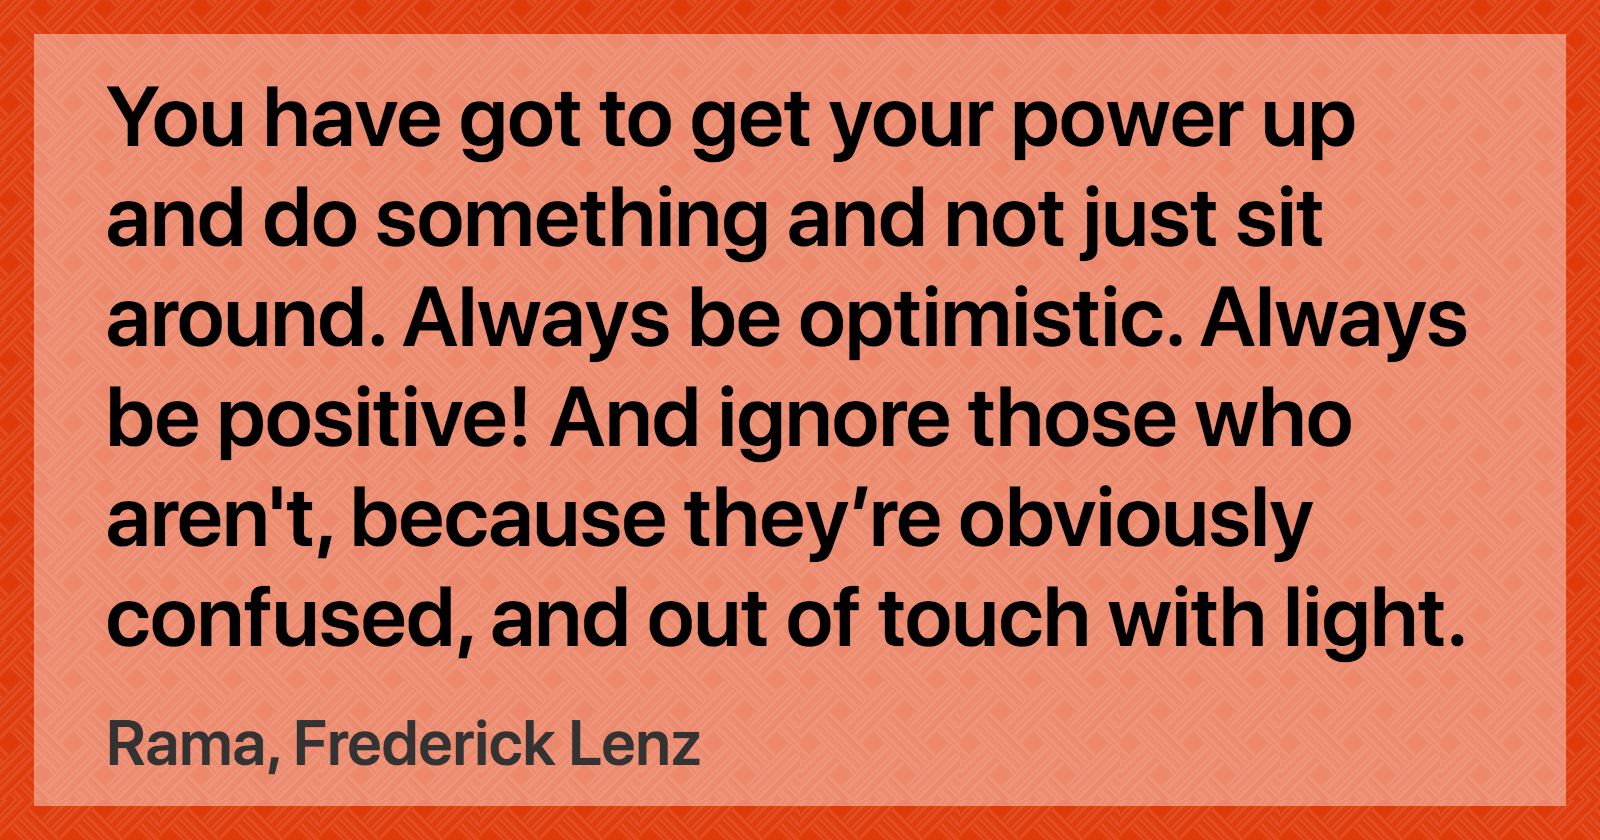 You have got to get your power up
and do something and not just sit
around. Always be optimistic. Always
be positive! And ignore those who
aren't, because they’re obviously
confused, and out of touch with light.
Rama, Frederick Lenz